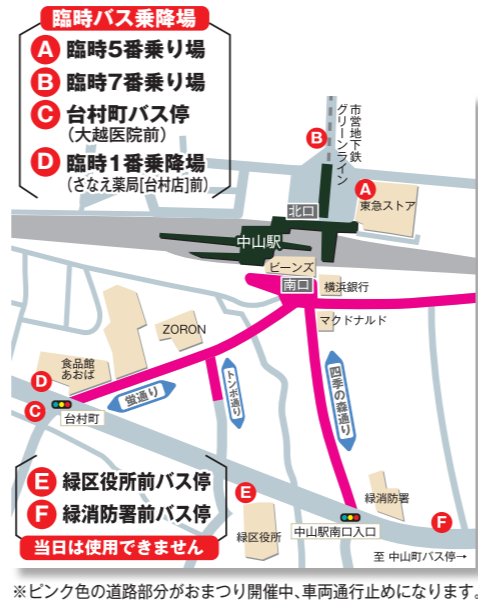 臨時バス乗降場
A 臨時5番乗り場
B 臨時7番乗り場
C 台村町バス停
(大越医院前)
D 臨時1番乗降場
(さなえ薬局[台村店]前)
市営地下鉄
グリーンライン
B
A
東急ストア
北口
中山駅
ビーンズ
南口
横浜銀行
マクドナルド
ZORON
食品館
あおば
D
C
台村町
蛍通り
トンボ通り
四季の森通り
E 緑区役所前バス停
F 緑消防署前バス停
当日は使用できません
E
緑区役所
緑消防署
中山駅南口入口
F
至 中山町バス停→
※ピンク色の道路部分がおまつり開催中、車両通行止めになります。